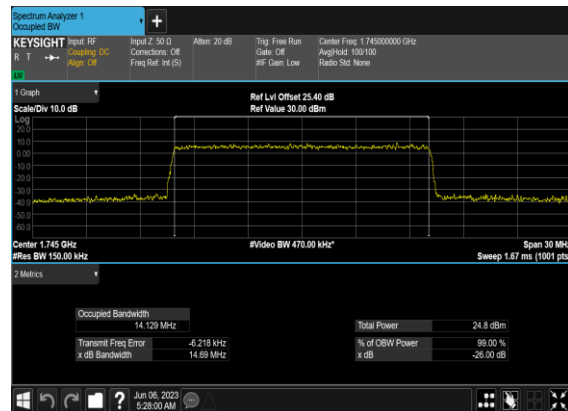 Spectrum Analyzer 1
Occupied BW
KEYSIGHT
R T
LW
Input: RF
Coupling: DC
Align: Off
Input Z: 50 Ω
Corrections: Off
Freq Ref: Int (S)
Atten: 20 dB
Trig: Free Run
Gate: Off
#IF Gain: Low
Center Freq: 1.745000000 GHz
Avg|Hold: 100/100
Radio Std: None
1 Graph
Scale/Div 10.0 dB
Ref Lvl Offset 25.40 dB
Ref Value 30.00 dBm
Log
20.0
10.0
0.00
-10.0
-20.0
-30.0
-40.0
-50.0
-60.0
Center 1.745 GHz
#Res BW 150.00 kHz
#Video BW 470.00 kHz*
Span 30 MHz
Sweep 1.67 ms (1001 pts
2 Metrics
Occupied Bandwidth
14.129 MHz
Transmit Freq Error -6.218 kHz
x dB Bandwidth 14.69 MHz
Total Power 24.8 dBm
% of OBW Power 99.00 %
x dB -26.00 dB
?
Jun 06, 2023
5:28:00 AM